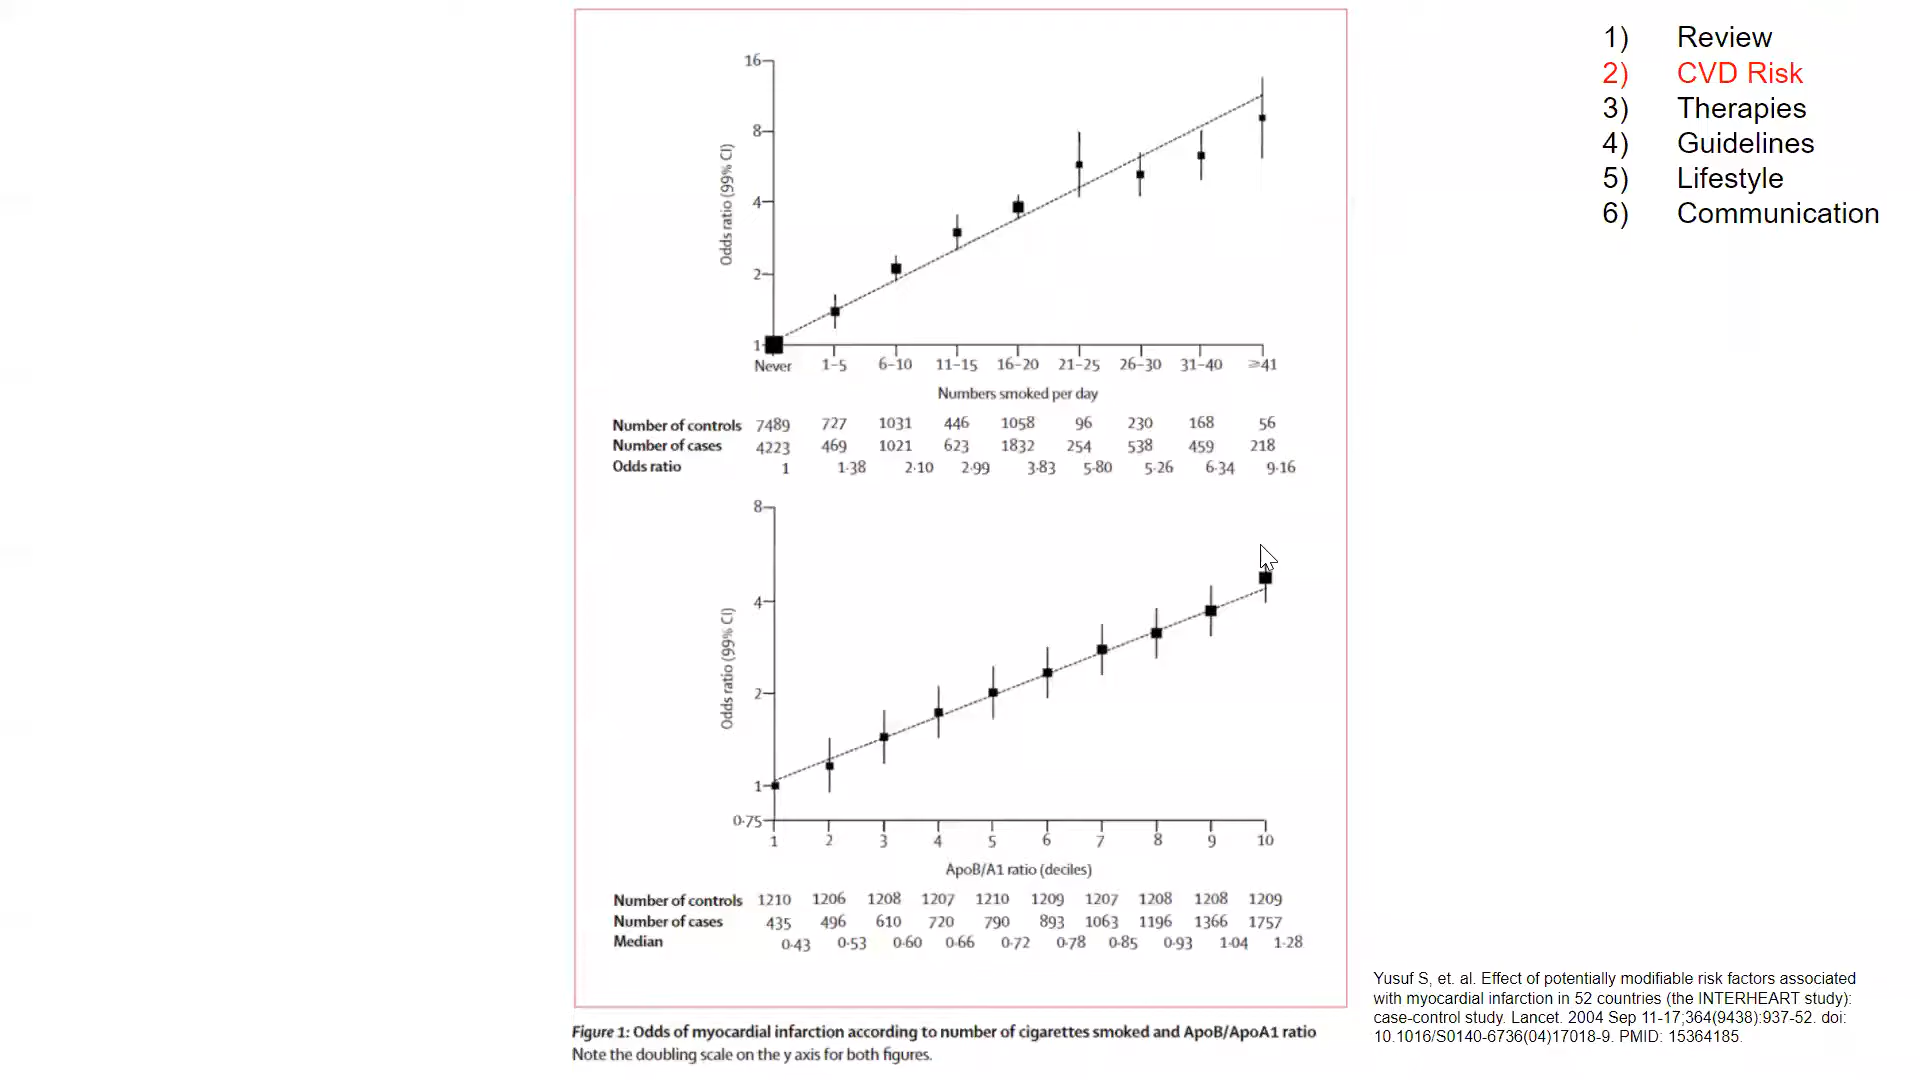 1) Review
2) CVD Risk
3) Therapies
4) Guidelines
5) Lifestyle
6) Communication
16
8
4
2
1
Odds ratio (99% CI)
Never 1–5 6–10 11–15 16–20 21–25 26–30 31–40 ≥41
Numbers smoked per day
Number of controls 7489 727 1031 446 1058 96 230 168 56
Number of cases 4223 469 1021 623 1832 254 538 459 218
Odds ratio 1 1·38 2·10 2·99 3·83 5·80 5·26 6·34 9·16
8
4
2
1
0·75
Odds ratio (99% CI)
1 2 3 4 5 6 7 8 9 10
ApoB/A1 ratio (deciles)
Number of controls 1210 1206 1208 1207 1210 1209 1207 1208 1208 1209
Number of cases 435 496 610 720 790 893 1063 1196 1366 1757
Median 0·43 0·53 0·60 0·66 0·72 0·78 0·85 0·93 1·04 1·28
Figure 1: Odds of myocardial infarction according to number of cigarettes smoked and ApoB/ApoA1 ratio
Note the doubling scale on the y axis for both figures.
Yusuf S, et. al. Effect of potentially modifiable risk factors associated
with myocardial infarction in 52 countries (the INTERHEART study):
case-control study. Lancet. 2004 Sep 11-17;364(9438):937-52. doi:
10.1016/S0140-6736(04)17018-9. PMID: 15364185.